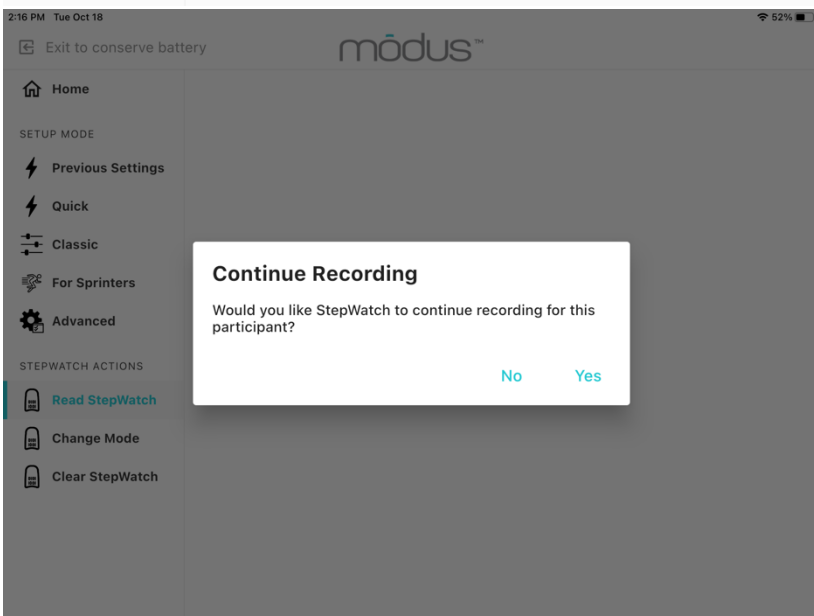 2:16 PM Tue Oct 18
52%
Exit to conserve battery
mōdus™
Home
SETUP MODE
Previous Settings
Quick
Classic
For Sprinters
Advanced
STEPWATCH ACTIONS
Read StepWatch
Change Mode
Clear StepWatch
Continue Recording
Would you like StepWatch to continue recording for this
participant?
No Yes